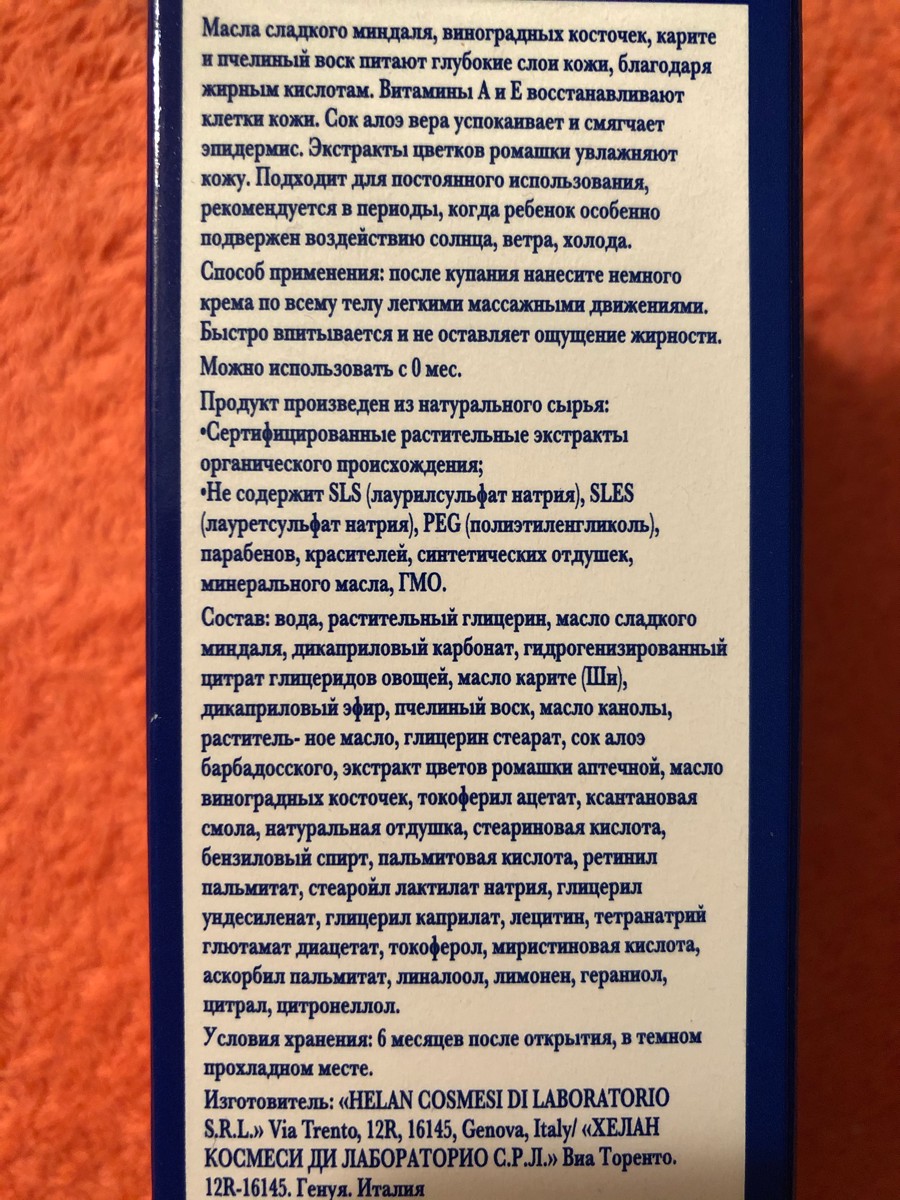 Масла сладкого миндаля, виноградных косточек, карите
и пчелиный воск питают глубокие слои кожи, благодаря
жирным кислотам. Витамины А и Е восстанавливают
клетки кожи. Сок алоэ вера успокаивает и смягчает
эпидермис. Экстракты цветков ромашки увлажняют
кожу. Подходит для постоянного использования,
рекомендуется в периоды, когда ребенок особенно
подвержен воздействию солнца, ветра, холода.
Способ применения: после купания нанесите немного
крема по всему телу легкими массажными движениями.
Быстро впитывается и не оставляет ощущение жирности.
Можно использовать с 0 мес.
Продукт произведен из натурального сырья:
•Сертифицированные растительные экстракты
органического происхождения;
•Не содержит SLS (лаурилсульфат натрия), SLES
(лауретсульфат натрия), PEG (полиэтиленгликоль),
парабенов, красителей, синтетических отдушек,
минерального масла, ГМО.
Состав: вода, растительный глицерин, масло сладкого
миндаля, дикаприловый карбонат, гидрогенизированный
цитрат глицеридов овощей, масло карите (Ши),
дикаприловый эфир, пчелиный воск, масло канолы,
раститель- ное масло, глицерин стеарат, сок алоэ
барбадосского, экстракт цветов ромашки аптечной, масло
виноградных косточек, токоферил ацетат, ксантановая
смола, натуральная отдушка, стеариновая кислота,
бензиловый спирт, пальмитовая кислота, ретинил
пальмитат, стеаройл лактилат натрия, глицерил
ундесиленат, глицерил каприлат, лецитин, тетранатрий
глютамат диацетат, токоферол, миристиновая кислота,
аскорбил пальмитат, линалоол, лимонен, гераниол,
цитрал, цитронеллол.
Условия хранения: 6 месяцев после открытия, в темном
прохладном месте.
Изготовитель: «HELAN COSMESI DI LABORATORIO
S.R.L.» Via Trento, 12R, 16145, Genova, Italy/ «ХЕЛАН
КОСМЕСИ ДИ ЛАБОРАТОРИО С.Р.Л.» Виа Торенто.
12R-16145. Генуя. Италия